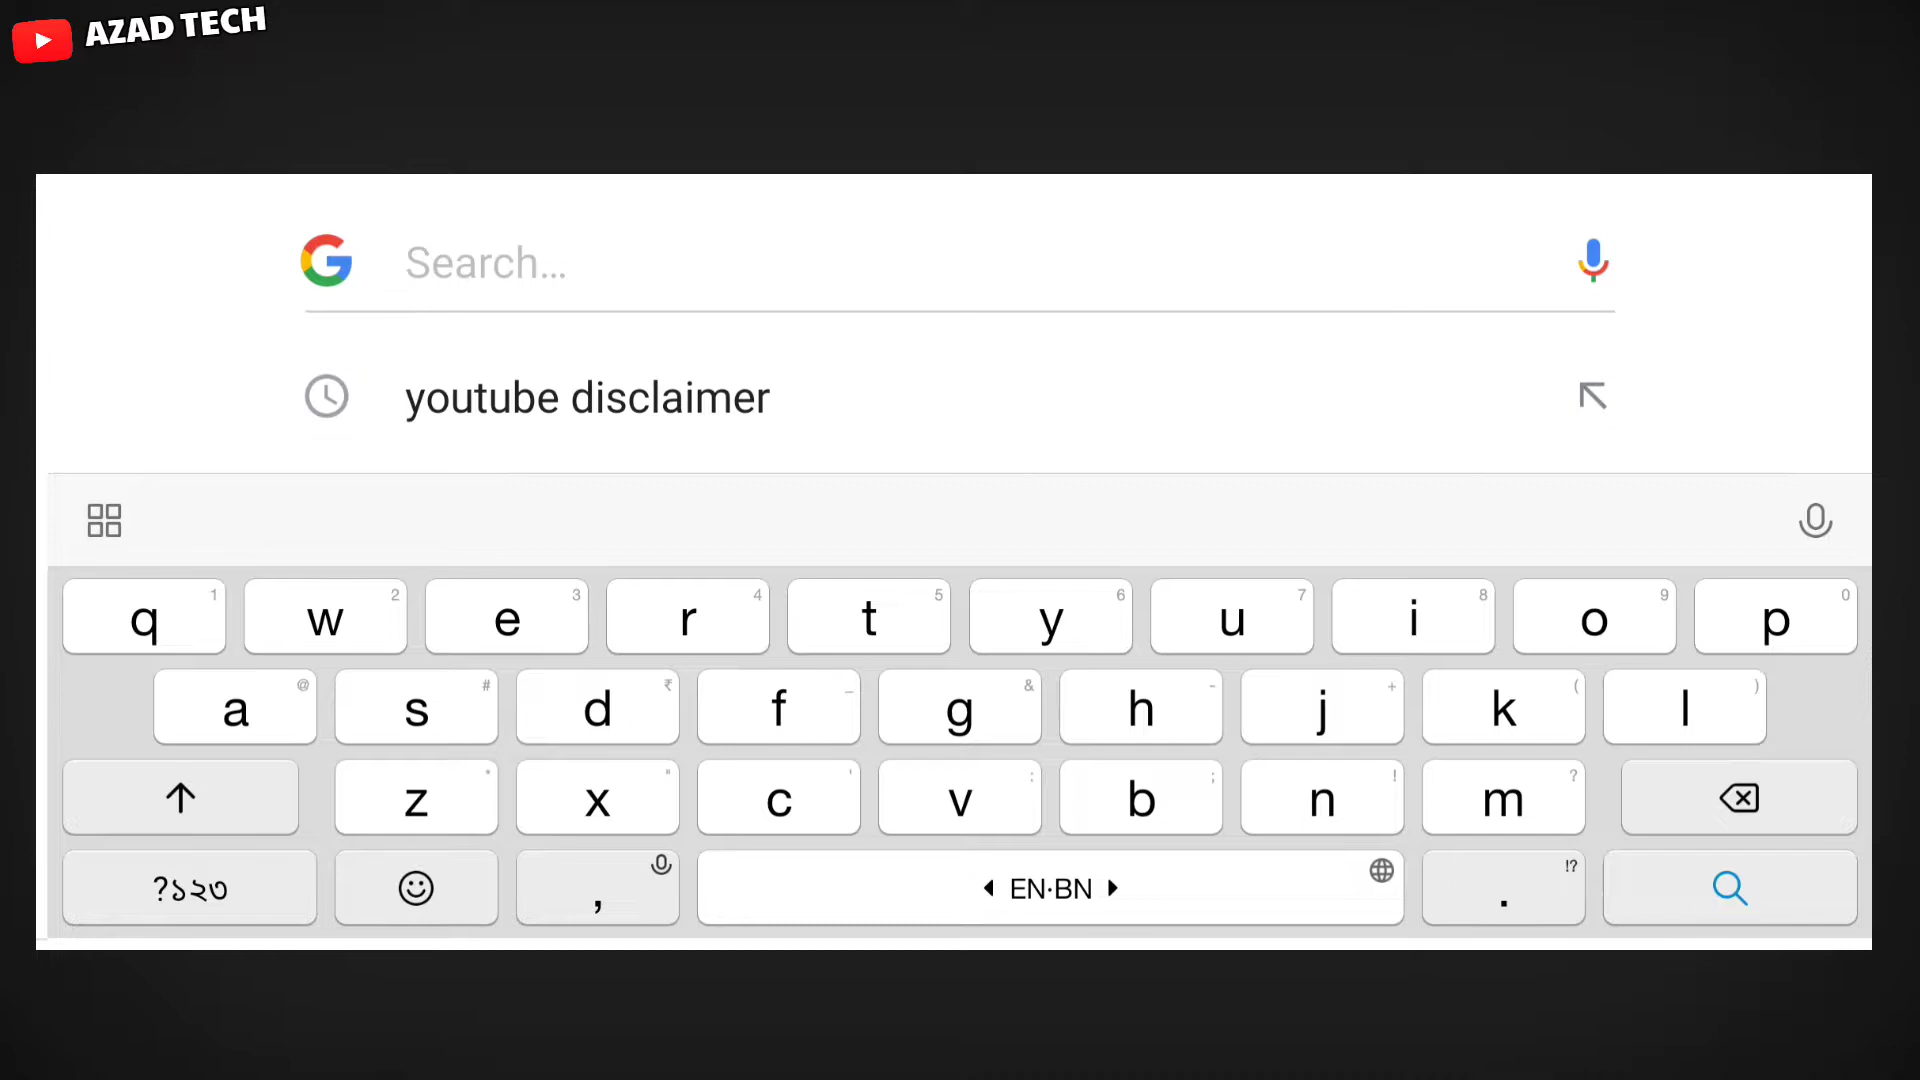 AZAD TECH
Search...
youtube disclaimer
q 1 w 2 e 3 r 4 t 5 y 6 u 7 i 8 o 9 p 0
a @ s # d ₹ f _ g & h - j + k ( l )
z * x " c ' v : b ; n ! m ?
?১২৩ , EN·BN . !?